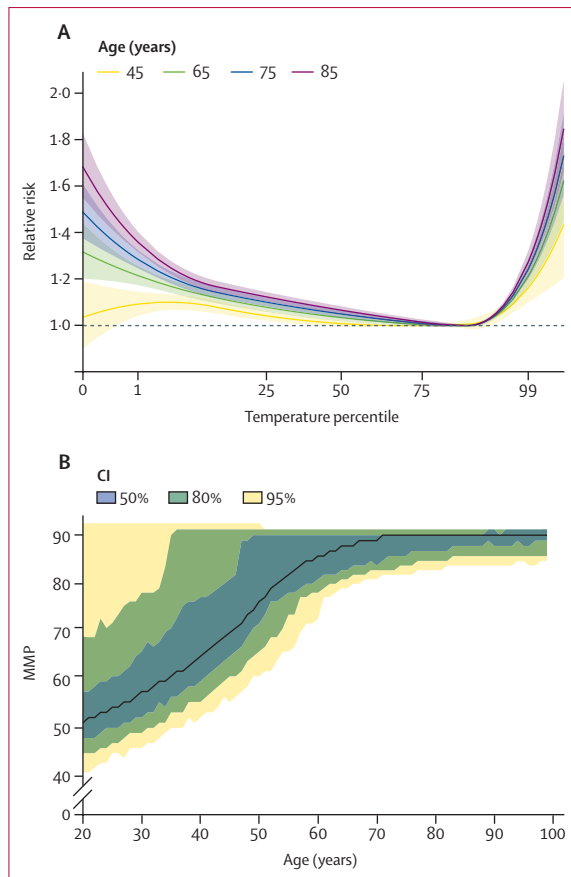 A
Age (years)
45 65 75 85
2·0
1·8
1·6
1·4
1·2
1·0
Relative risk
0 1 25 50 75 99
Temperature percentile
B
CI
50% 80% 95%
90
80
70
60
50
40
0
MMP
20 30 40 50 60 70 80 90 100
Age (years)